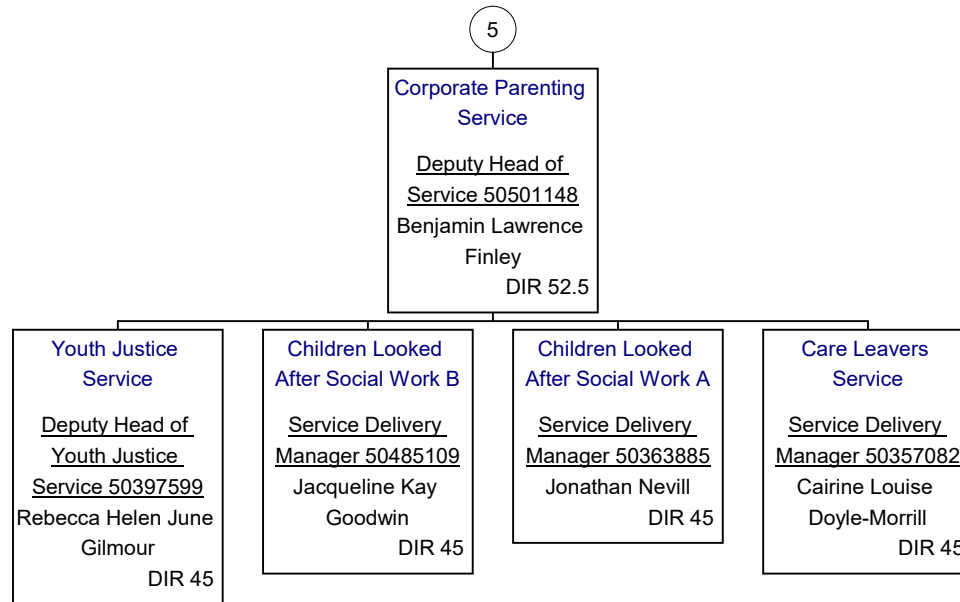 5
Corporate Parenting
Service
Deputy Head of
Service 50501148
Benjamin Lawrence
Finley
DIR 52.5
Youth Justice
Service
Deputy Head of
Youth Justice
Service 50397599
Rebecca Helen June
Gilmour
DIR 45
Children Looked
After Social Work B
Service Delivery
Manager 50485109
Jacqueline Kay
Goodwin
DIR 45
Children Looked
After Social Work A
Service Delivery
Manager 50363885
Jonathan Nevill
DIR 45
Care Leavers
Service
Service Delivery
Manager 50357082
Cairine Louise
Doyle-Morrill
DIR 45